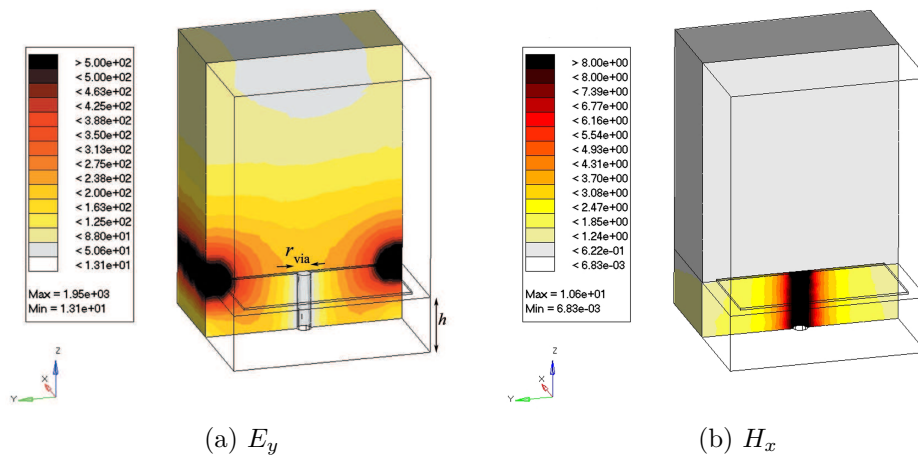 > 5.00e+02
< 5.00e+02
< 4.63e+02
< 4.25e+02
< 3.88e+02
< 3.50e+02
< 3.13e+02
< 2.75e+02
< 2.38e+02
< 2.00e+02
< 1.63e+02
< 1.25e+02
< 8.80e+01
< 5.06e+01
< 1.31e+01
Max = 1.95e+03
Min = 1.31e+01
r via
h
Z
X
Y
(a) E_y
> 8.00e+00
< 8.00e+00
< 7.39e+00
< 6.77e+00
< 6.16e+00
< 5.54e+00
< 4.93e+00
< 4.31e+00
< 3.70e+00
< 3.08e+00
< 2.47e+00
< 1.85e+00
< 1.24e+00
< 6.22e-01
< 6.83e-03
Max = 1.06e+01
Min = 6.83e-03
Z
X
Y
(b) H_x